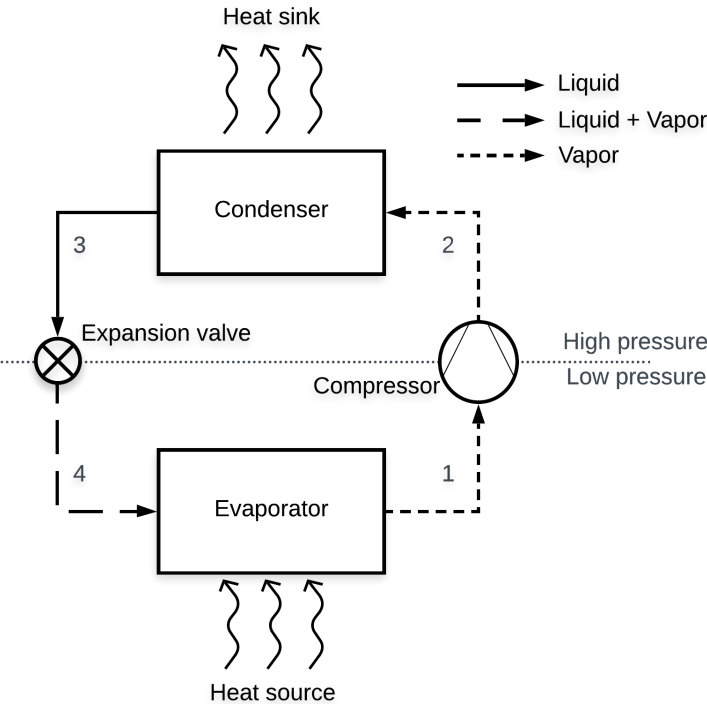 Heat sink
Liquid
Liquid + Vapor
Vapor
Condenser
3
2
Expansion valve
High pressure
Compressor
Low pressure
4
1
Evaporator
Heat source